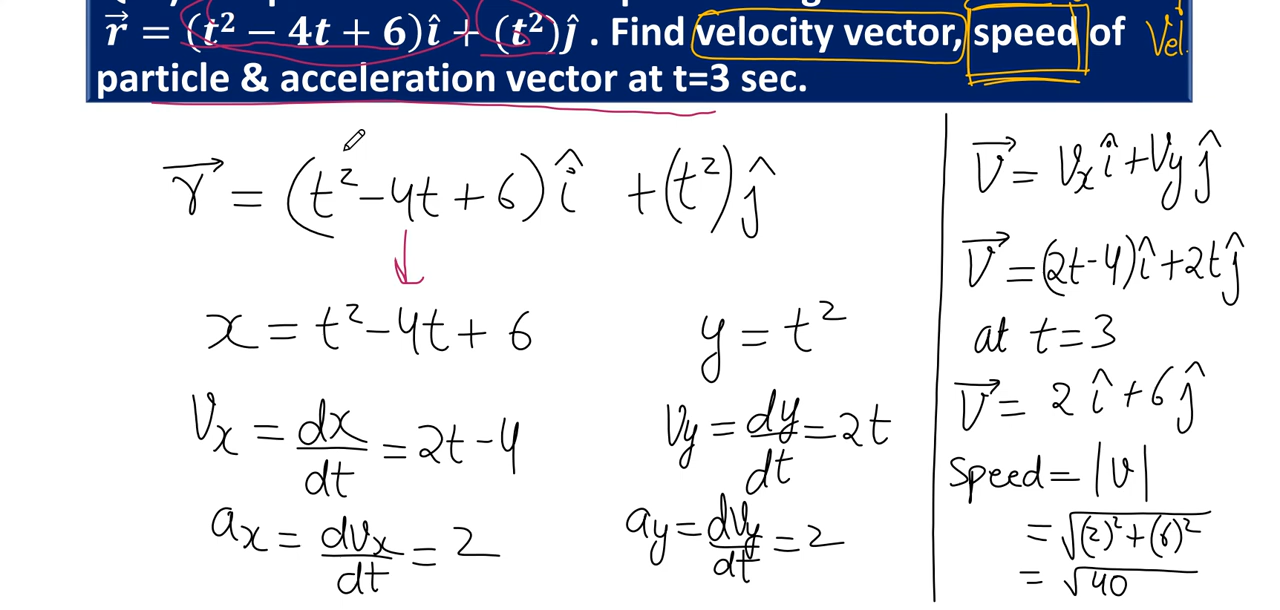 r⃗ = (t² − 4t + 6)î + (t²)ĵ . Find velocity vector, speed of
Vel.
particle & acceleration vector at t=3 sec.
r⃗ = (t² - 4t + 6) î + (t²) ĵ
x = t² - 4t + 6
y = t²
Vx = dx/dt = 2t - 4
Vy = dy/dt = 2t
ax = dVx/dt = 2
ay = dVy/dt = 2
V⃗ = Vx î + Vy ĵ
V⃗ = (2t-4) î + 2t ĵ
at t = 3
V⃗ = 2 î + 6 ĵ
Speed = |V|
= √(2)² + (6)²
= √40